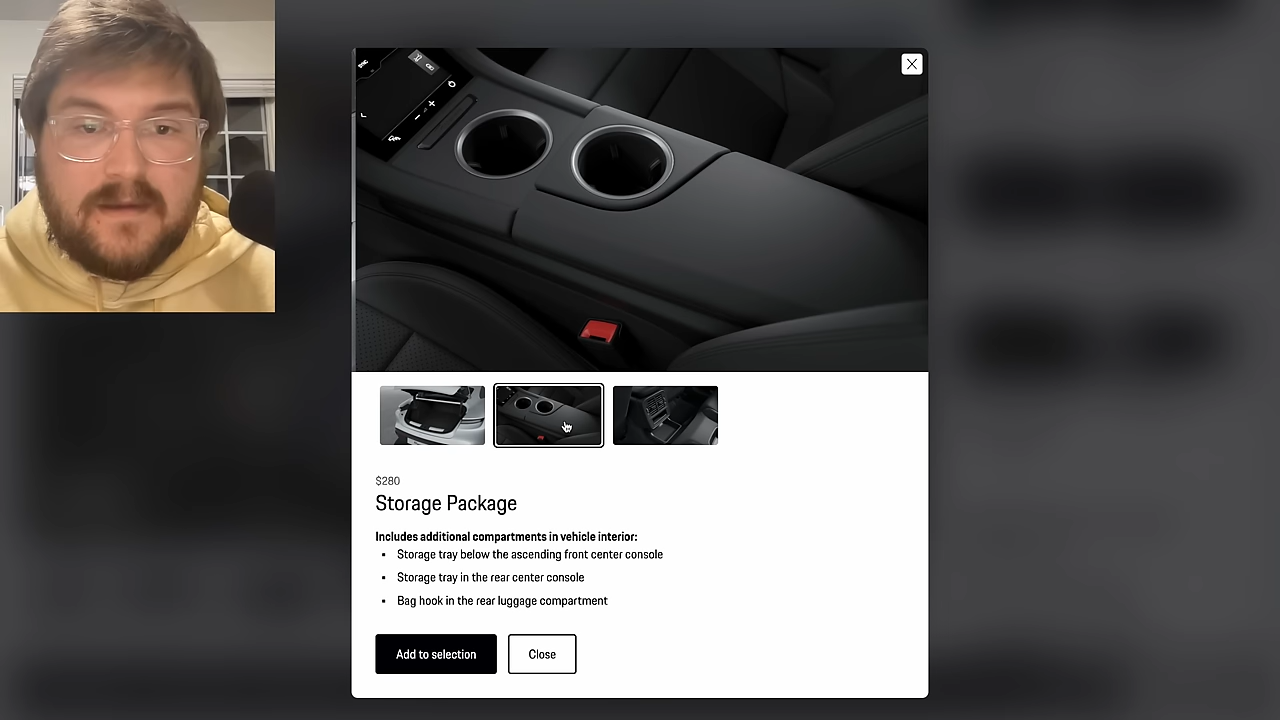 SYNC
$280
Storage Package
Includes additional compartments in vehicle interior:
Storage tray below the ascending front center console
Storage tray in the rear center console
Bag hook in the rear luggage compartment
Add to selection
Close